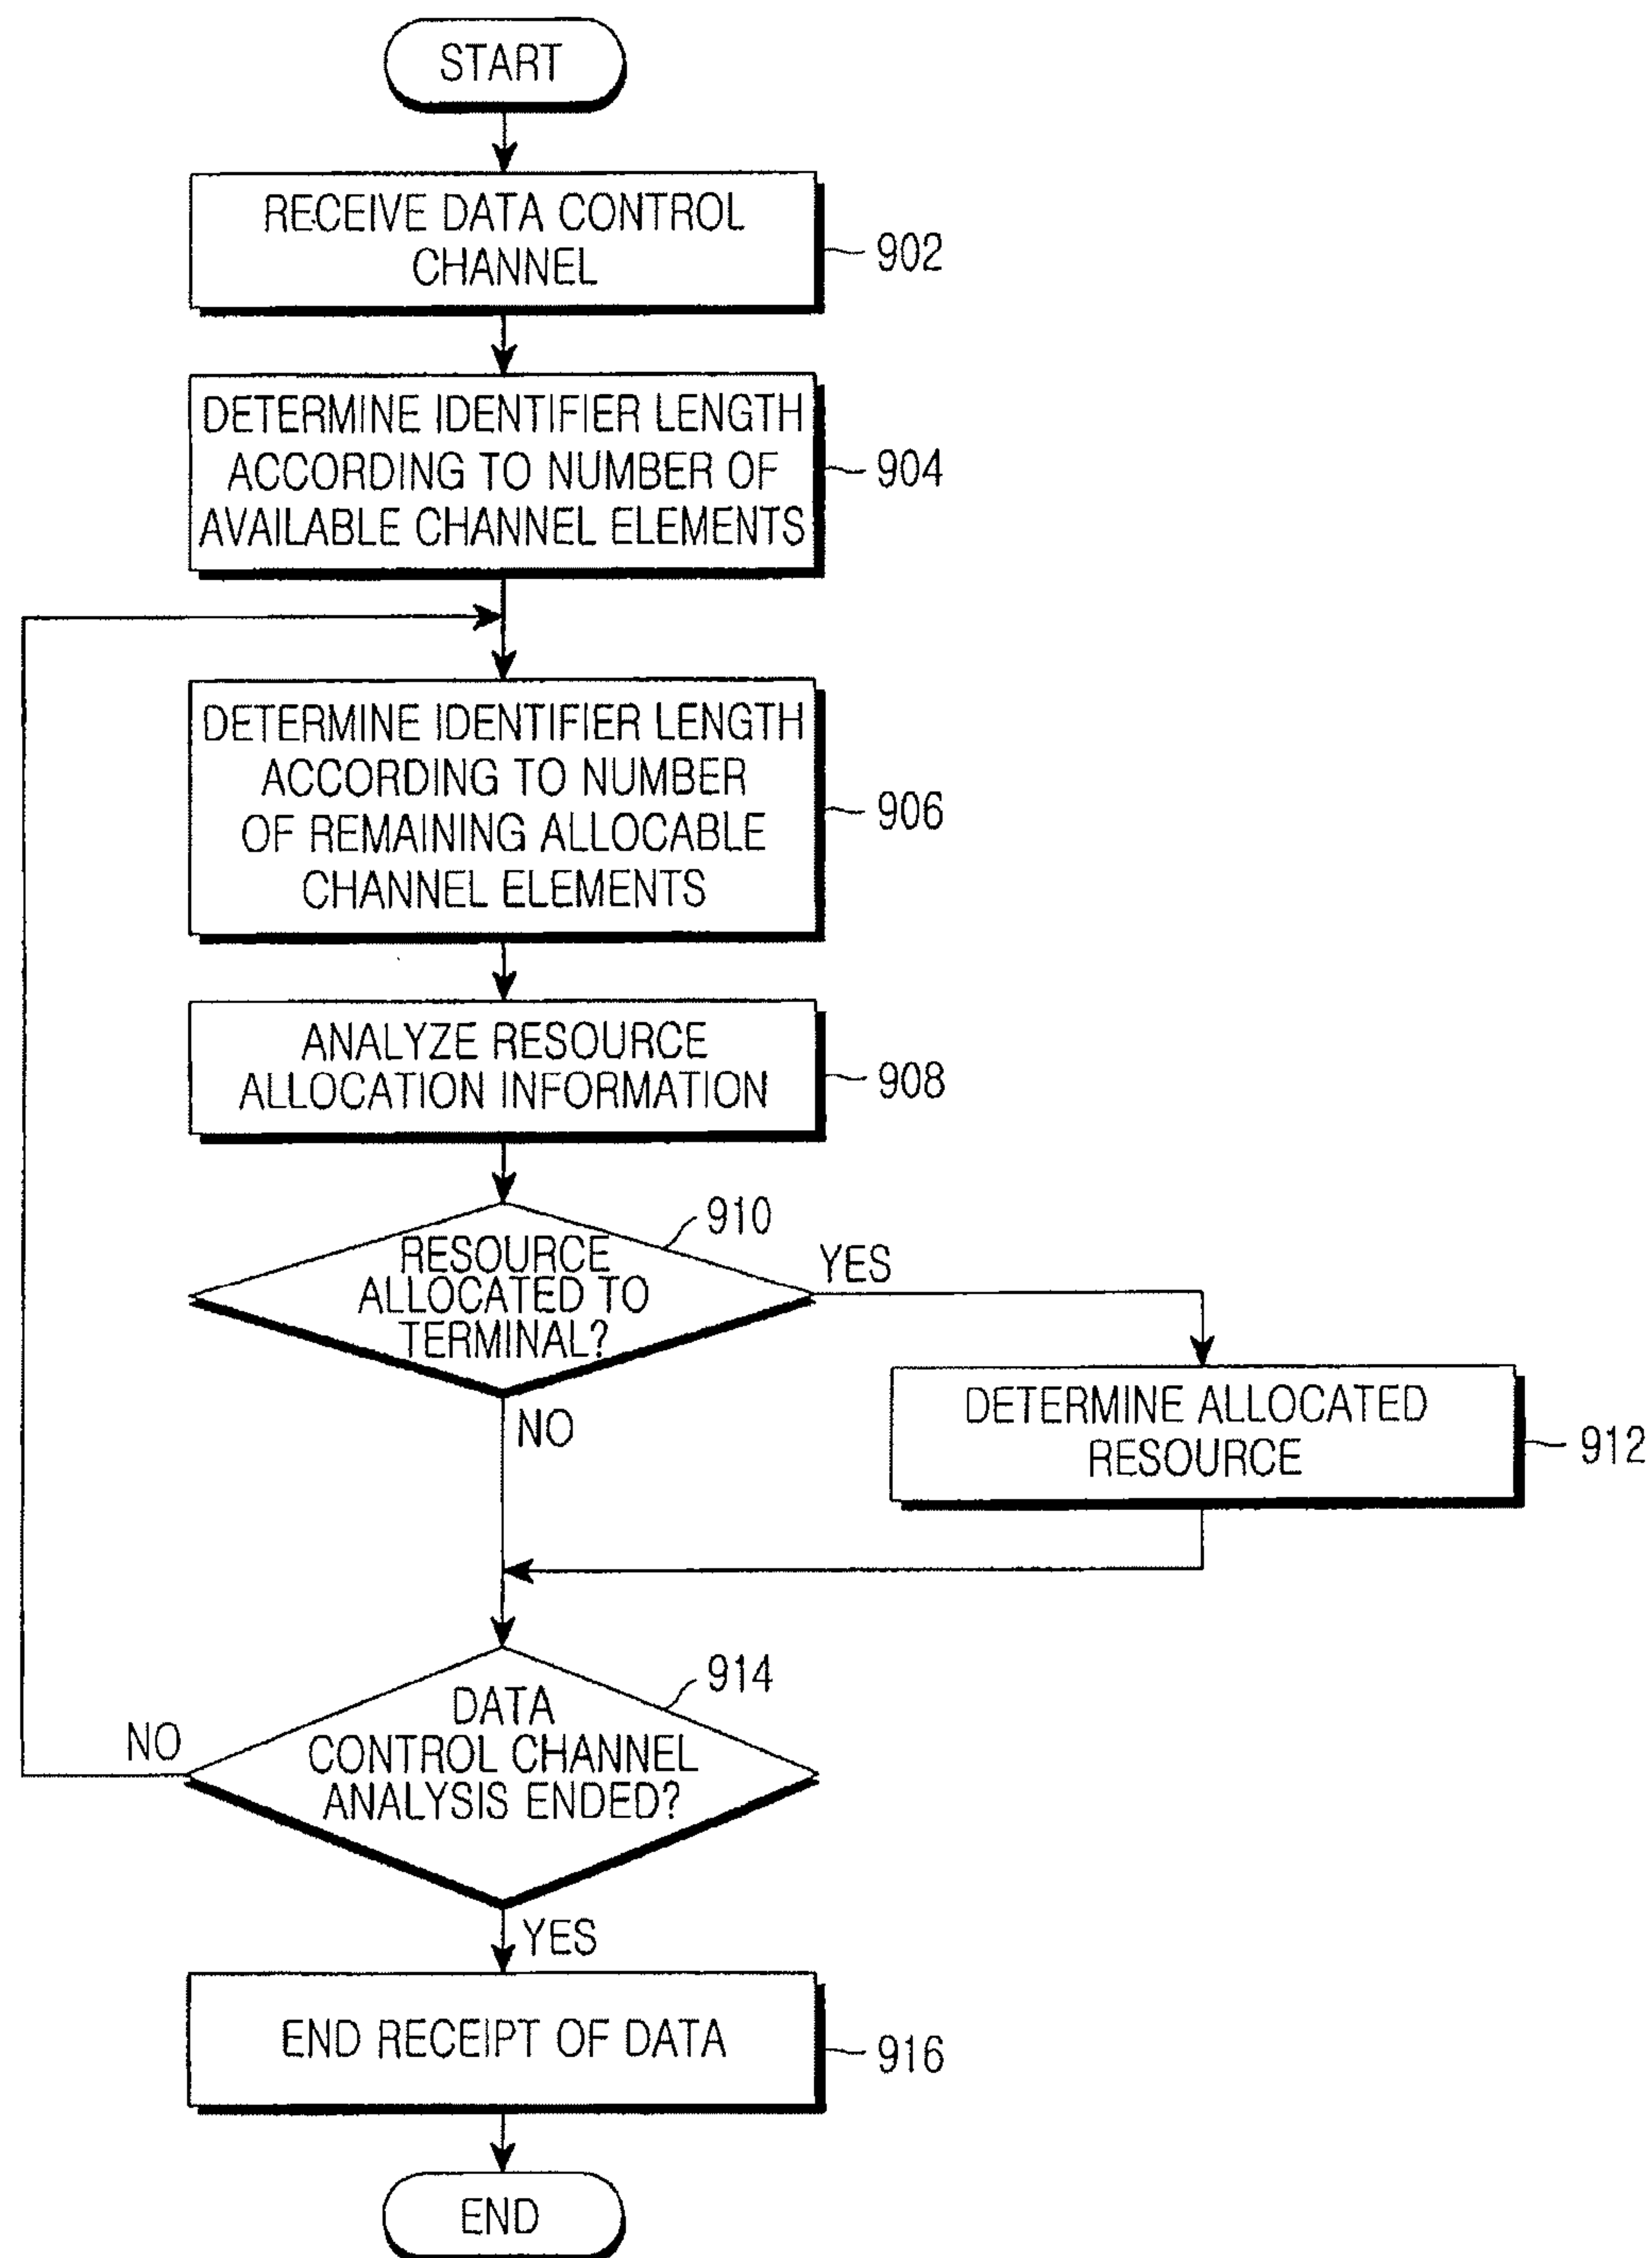 START
RECEIVE DATA CONTROL
CHANNEL
902
DETERMINE IDENTIFIER LENGTH
ACCORDING TO NUMBER OF
AVAILABLE CHANNEL ELEMENTS
904
DETERMINE IDENTIFIER LENGTH
ACCORDING TO NUMBER
OF REMAINING ALLOCABLE
CHANNEL ELEMENTS
906
ANALYZE RESOURCE
ALLOCATION INFORMATION
908
910
RESOURCE
ALLOCATED TO
TERMINAL?
YES
NO
DETERMINE ALLOCATED
RESOURCE
912
914
DATA
CONTROL CHANNEL
ANALYSIS ENDED?
NO
YES
END RECEIPT OF DATA
916
END